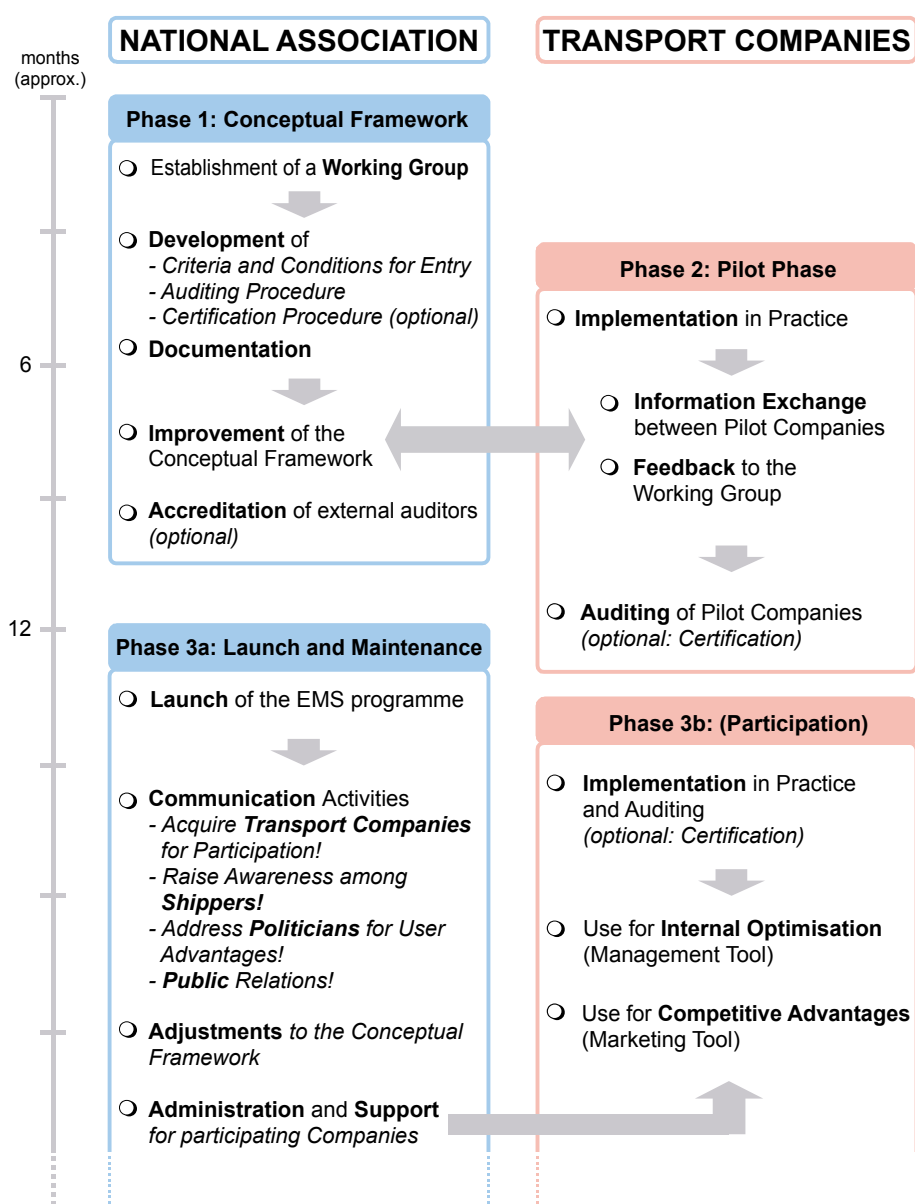 months
(approx.)
NATIONAL ASSOCIATION
TRANSPORT COMPANIES
Phase 1: Conceptual Framework
Establishment of a Working Group
Development of
- Criteria and Conditions for Entry
- Auditing Procedure
- Certification Procedure (optional)
Documentation
6
Improvement of the
Conceptual Framework
Accreditation of external auditors
(optional)
Phase 2: Pilot Phase
Implementation in Practice
Information Exchange
between Pilot Companies
Feedback to the
Working Group
Auditing of Pilot Companies
(optional: Certification)
12
Phase 3a: Launch and Maintenance
Launch of the EMS programme
Communication Activities
- Acquire Transport Companies
for Participation!
- Raise Awareness among
Shippers!
- Address Politicians for User
Advantages!
- Public Relations!
Adjustments to the Conceptual
Framework
Administration and Support
for participating Companies
Phase 3b: (Participation)
Implementation in Practice
and Auditing
(optional: Certification)
Use for Internal Optimisation
(Management Tool)
Use for Competitive Advantages
(Marketing Tool)